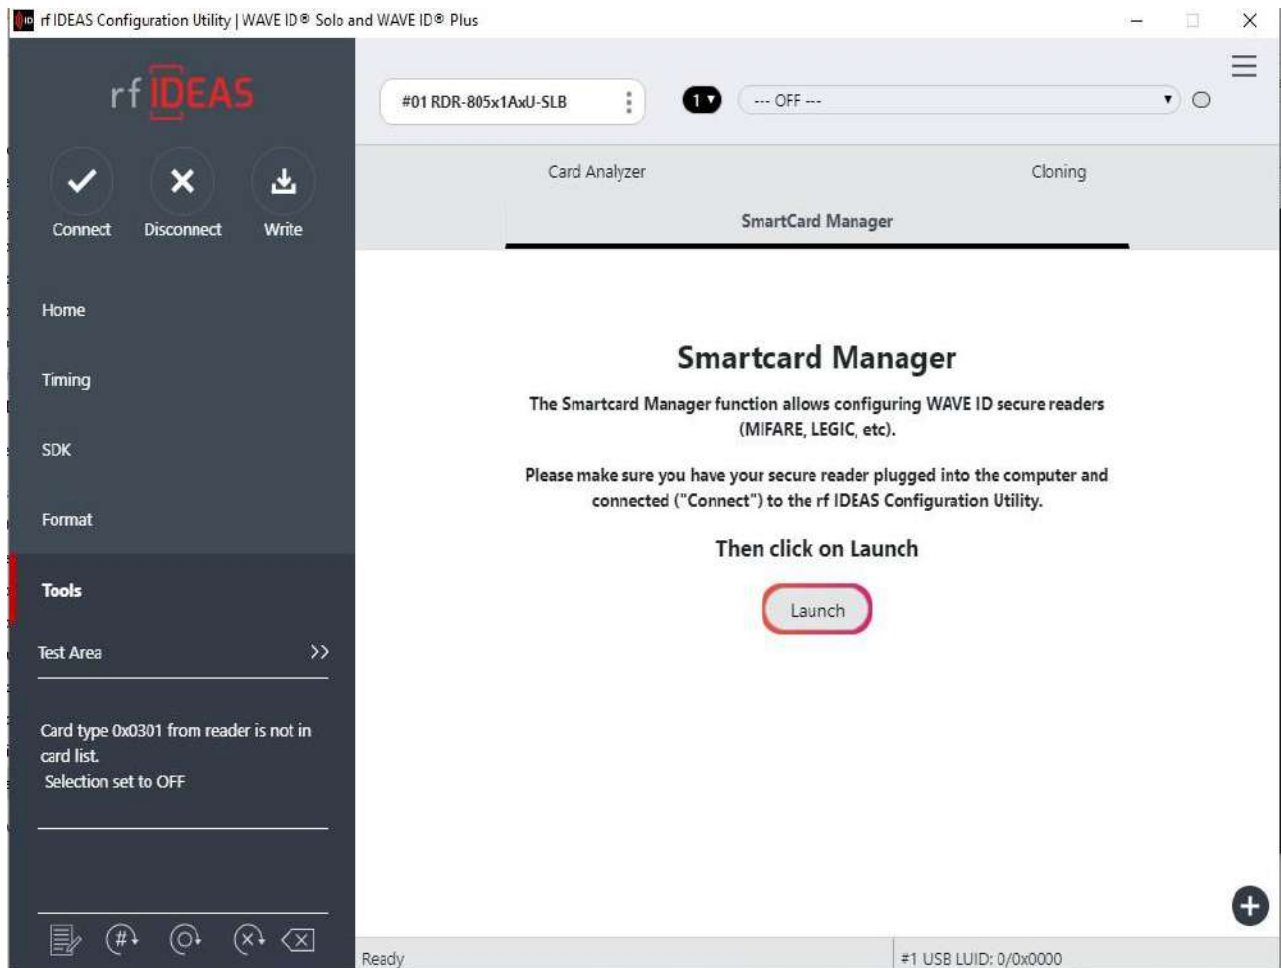 rf IDEAS Configuration Utility | WAVE ID® Solo and WAVE ID® Plus
rf IDEAS
#01 RDR-805x1AxU-SLB
1
--- OFF ---
Connect
Disconnect
Write
Card Analyzer
Cloning
SmartCard Manager
Home
Timing
SDK
Format
Tools
Test Area >>
Card type 0x0301 from reader is not in
card list.
Selection set to OFF
Smartcard Manager
The Smartcard Manager function allows configuring WAVE ID secure readers
(MIFARE, LEGIC, etc).
Please make sure you have your secure reader plugged into the computer and
connected ("Connect") to the rf IDEAS Configuration Utility.
Then click on Launch
Launch
Ready
#1 USB LUID: 0/0x0000